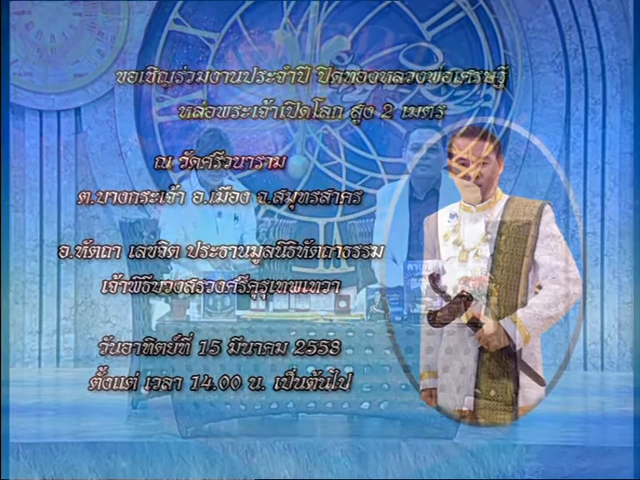 ขอเชิญร่วมงานประจำปี ปิดทองหลวงพ่อเศรษฐี
หล่อพระเจ้าเปิดโลก สูง 2 เมตร
ณ วัดศรีวนาราม
ต.บางกระเจ้า อ.เมือง จ.สมุทรสาคร
อ.หัตถา เลขจิต ประธานมูลนิธิหัตถาธรรม
เจ้าพิธีบวงสรวงศรีคุรุเทพเทวา
วันอาทิตย์ที่ 15 มีนาคม 2558
ตั้งแต่ เวลา 14.00 น. เป็นต้นไป